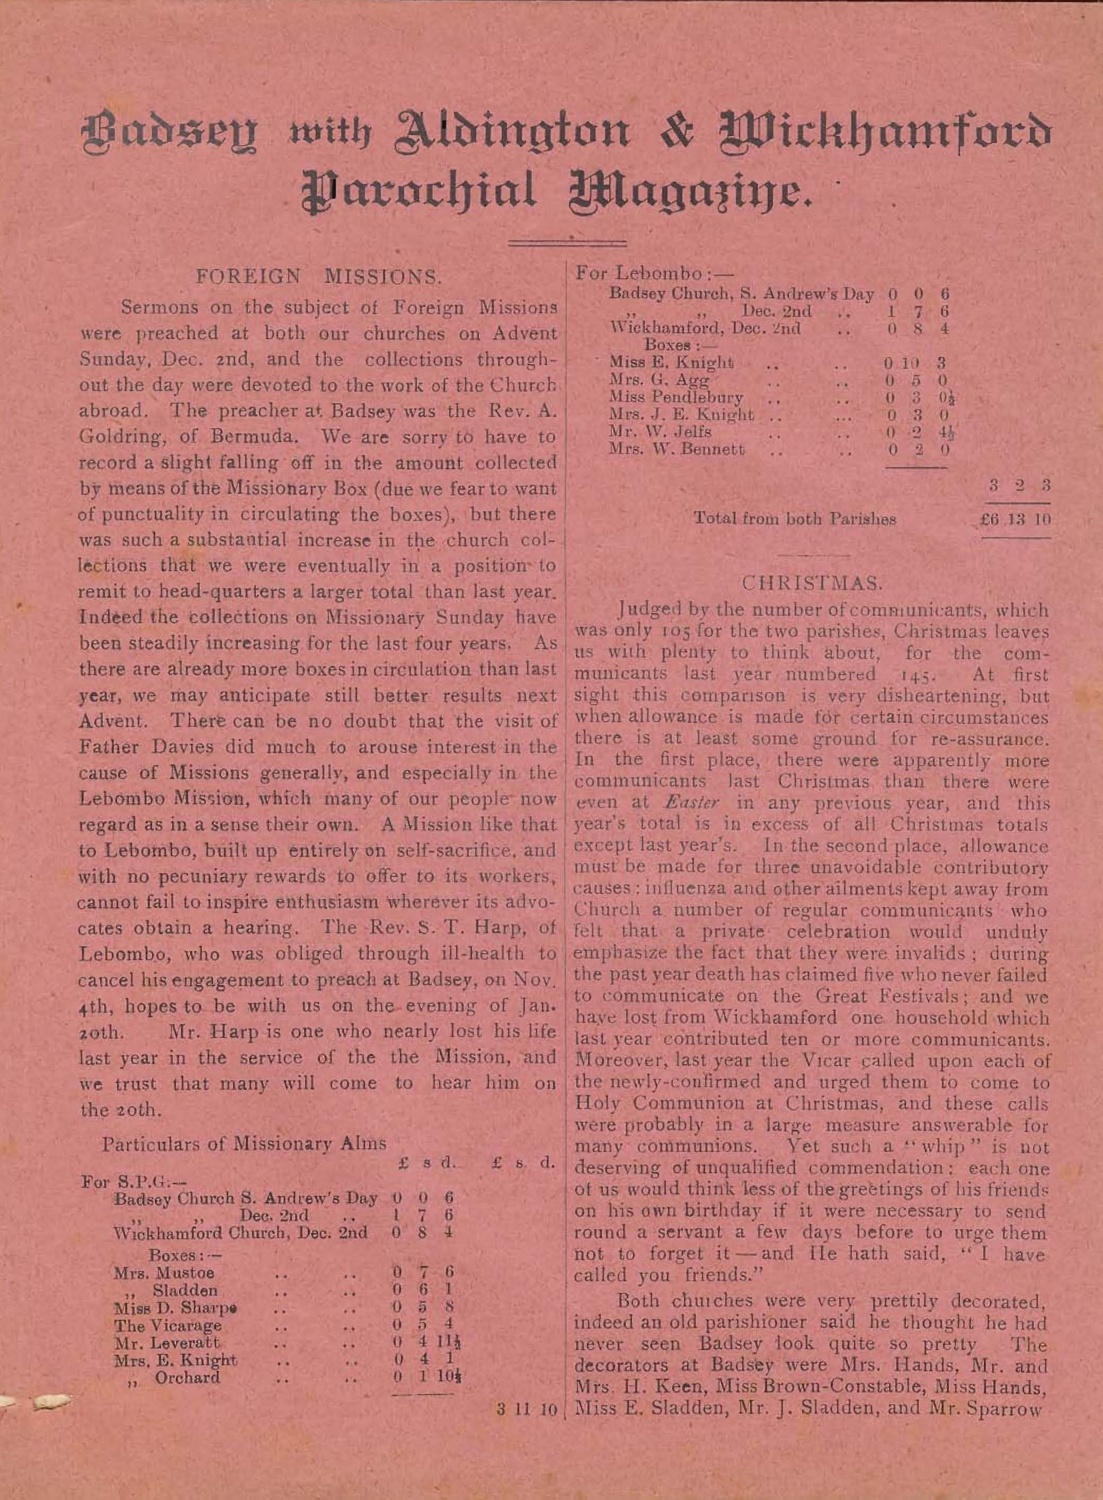 Badsey with Aldington & Wickhamford
Parochial Magazine.
FOREIGN MISSIONS.
Sermons on the subject of Foreign Missions
were preached at both our churches on Advent
Sunday, Dec. 2nd, and the collections through-
out the day were devoted to the work of the Church
abroad. The preacher at Badsey was the Rev. A.
Goldring, of Bermuda. We are sorry to have to
record a slight falling off in the amount collected
by means of the Missionary Box (due we fear to want
of punctuality in circulating the boxes), but there
was such a substantial increase in the church col-
lections that we were eventually in a position to
remit to head-quarters a larger total than last year.
Indeed the collections on Missionary Sunday have
been steadily increasing for the last four years. As
there are already more boxes in circulation than last
year, we may anticipate still better results next
Advent. There can be no doubt that the visit of
Father Davies did much to arouse interest in the
cause of Missions generally, and especially in the
Lebombo Mission, which many of our people now
regard as in a sense their own. A Mission like that
to Lebombo, built up entirely on self-sacrifice, and
with no pecuniary rewards to offer to its workers,
cannot fail to inspire enthusiasm wherever its advo-
cates obtain a hearing. The Rev. S. T. Harp, of
Lebombo, who was obliged through ill-health to
cancel his engagement to preach at Badsey, on Nov.
4th, hopes to be with us on the evening of Jan.
20th. Mr. Harp is one who nearly lost his life
last year in the service of the the Mission, and
we trust that many will come to hear him on
the 20th.
Particulars of Missionary Alms
£ s d. £ s. d.
For S.P.G.:—
Badsey Church S. Andrew's Day 0 0 6
,, ,, Dec. 2nd .. 1 7 6
Wickhamford Church, Dec. 2nd 0 8 4
Boxes:—
Mrs. Mustoe .. .. 0 7 6
,, Sladden .. .. 0 6 1
Miss D. Sharpe .. .. 0 5 8
The Vicarage .. .. 0 5 4
Mr. Leveratt .. .. 0 4 11½
Mrs. E. Knight .. .. 0 4 1
,, Orchard .. .. 0 1 10½
3 11 10
For Lebombo:—
Badsey Church, S. Andrew's Day 0 0 6
,, ,, Dec. 2nd .. 1 7 6
Wickhamford, Dec. 2nd .. 0 8 4
Boxes:—
Miss E. Knight .. .. 0 10 3
Mrs. G. Agg .. .. 0 5 0
Miss Pendlebury .. .. 0 3 0½
Mrs. J. E. Knight .. ... 0 3 0
Mr. W. Jelfs .. .. 0 2 4½
Mrs. W. Bennett .. .. 0 2 0
3 2 3
Total from both Parishes £6 13 10
CHRISTMAS.
Judged by the number of communicants, which
was only 105 for the two parishes, Christmas leaves
us with plenty to think about, for the com-
municants last year numbered 145. At first
sight this comparison is very disheartening, but
when allowance is made for certain circumstances
there is at least some ground for re-assurance.
In the first place, there were apparently more
communicants last Christmas than there were
even at Easter in any previous year, and this
year's total is in excess of all Christmas totals
except last year's. In the second place, allowance
must be made for three unavoidable contributory
causes: influenza and other ailments kept away from
Church a number of regular communicants who
felt that a private celebration would unduly
emphasize the fact that they were invalids; during
the past year death has claimed five who never failed
to communicate on the Great Festivals; and we
have lost from Wickhamford one household which
last year contributed ten or more communicants.
Moreover, last year the Vicar called upon each of
the newly-confirmed and urged them to come to
Holy Communion at Christmas, and these calls
were probably in a large measure answerable for
many communions. Yet such a "whip" is not
deserving of unqualified commendation: each one
of us would think less of the greetings of his friends
on his own birthday if it were necessary to send
round a servant a few days before to urge them
not to forget it — and He hath said, "I have
called you friends."
Both churches were very prettily decorated,
indeed an old parishioner said he thought he had
never seen Badsey look quite so pretty The
decorators at Badsey were Mrs. Hands, Mr. and
Mrs. H. Keen, Miss Brown-Constable, Miss Hands,
Miss E. Sladden, Mr. J. Sladden, and Mr. Sparrow